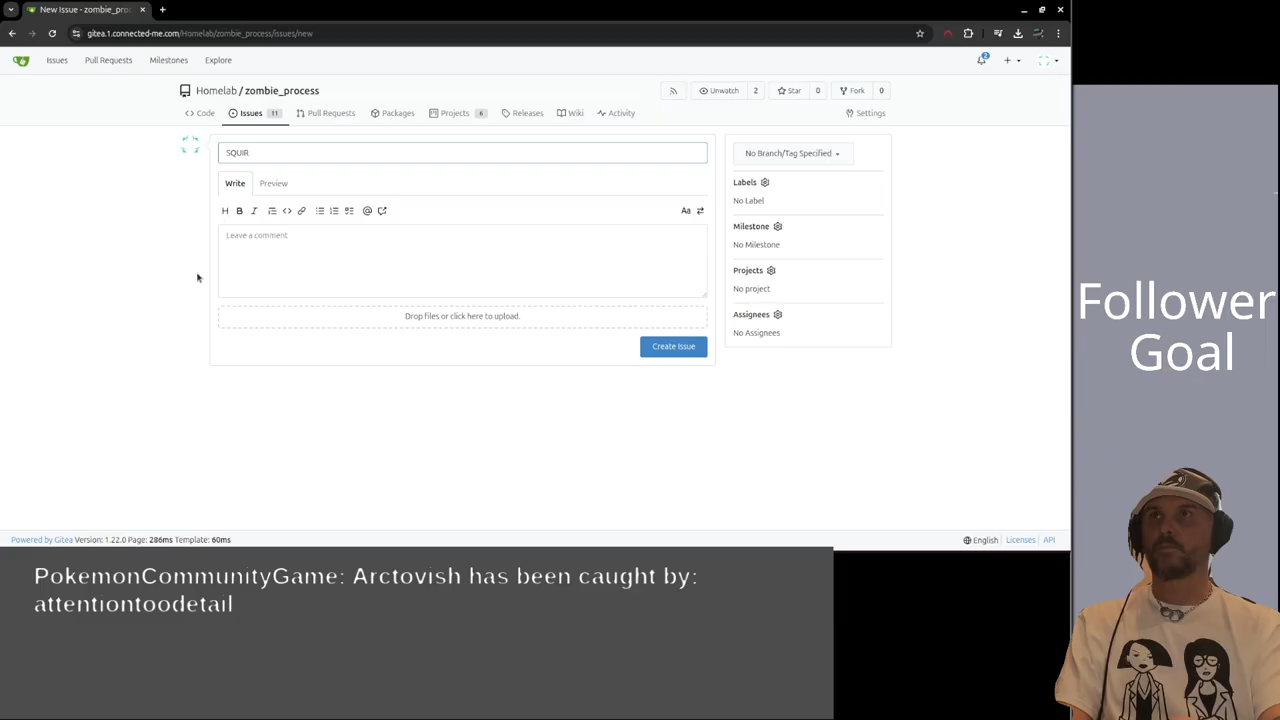 New Issue - zombie_proc
gitea.1.connected-me.com/Homelab/zombie_process/issues/new
Issues Pull Requests Milestones Explore 2
Homelab / zombie_process Unwatch 2 Star 0 Fork 0
Code Issues 11 Pull Requests Packages Projects 6 Releases Wiki Activity Settings
SQUIR
No Branch/Tag Specified
Write Preview
Labels
No Label
Aa
Leave a comment
Milestone
No Milestone
Projects
No project
Drop files or click here to upload.
Assignees
No Assignees
Create Issue
Follower
Goal
Powered by Gitea Version: 1.22.0 Page: 286ms Template: 60ms English Licenses API
PokemonCommunityGame: Arctovish has been caught by:
attentiontoodetail